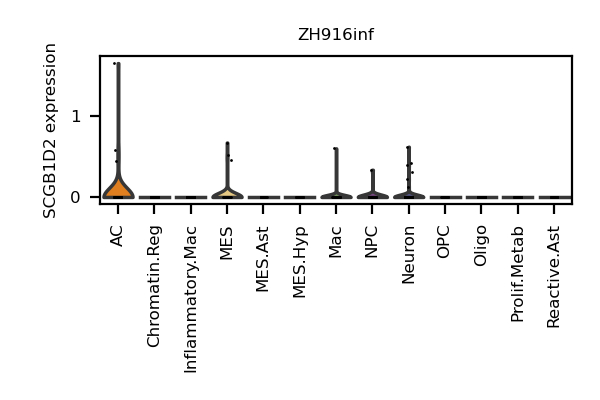 ZH916inf
SCGB1D2 expression
1
0
AC
Chromatin.Reg
Inflammatory.Mac
MES
MES.Ast
MES.Hyp
Mac
NPC
Neuron
OPC
Oligo
Prolif.Metab
Reactive.Ast